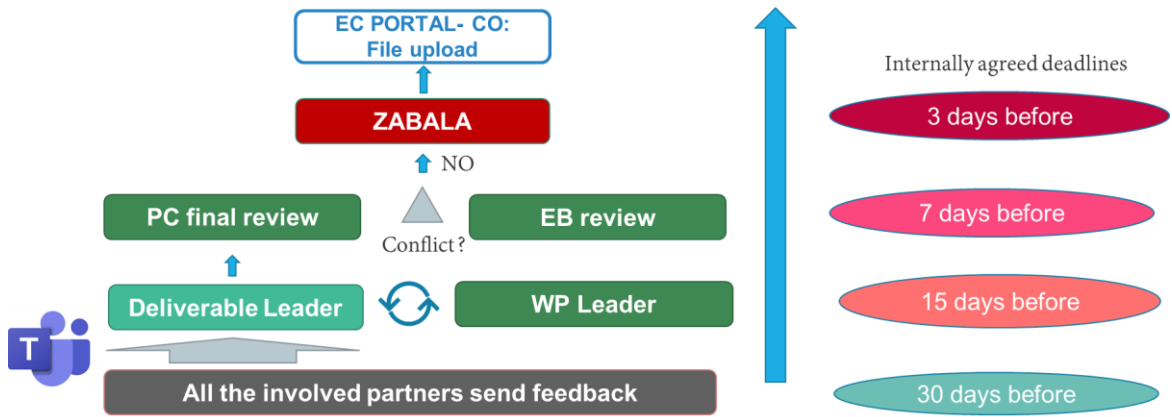 EC PORTAL- CO:
File upload
Internally agreed deadlines
ZABALA
3 days before
NO
PC final review
EB review
7 days before
Conflict?
Deliverable Leader
WP Leader
15 days before
T
All the involved partners send feedback
30 days before